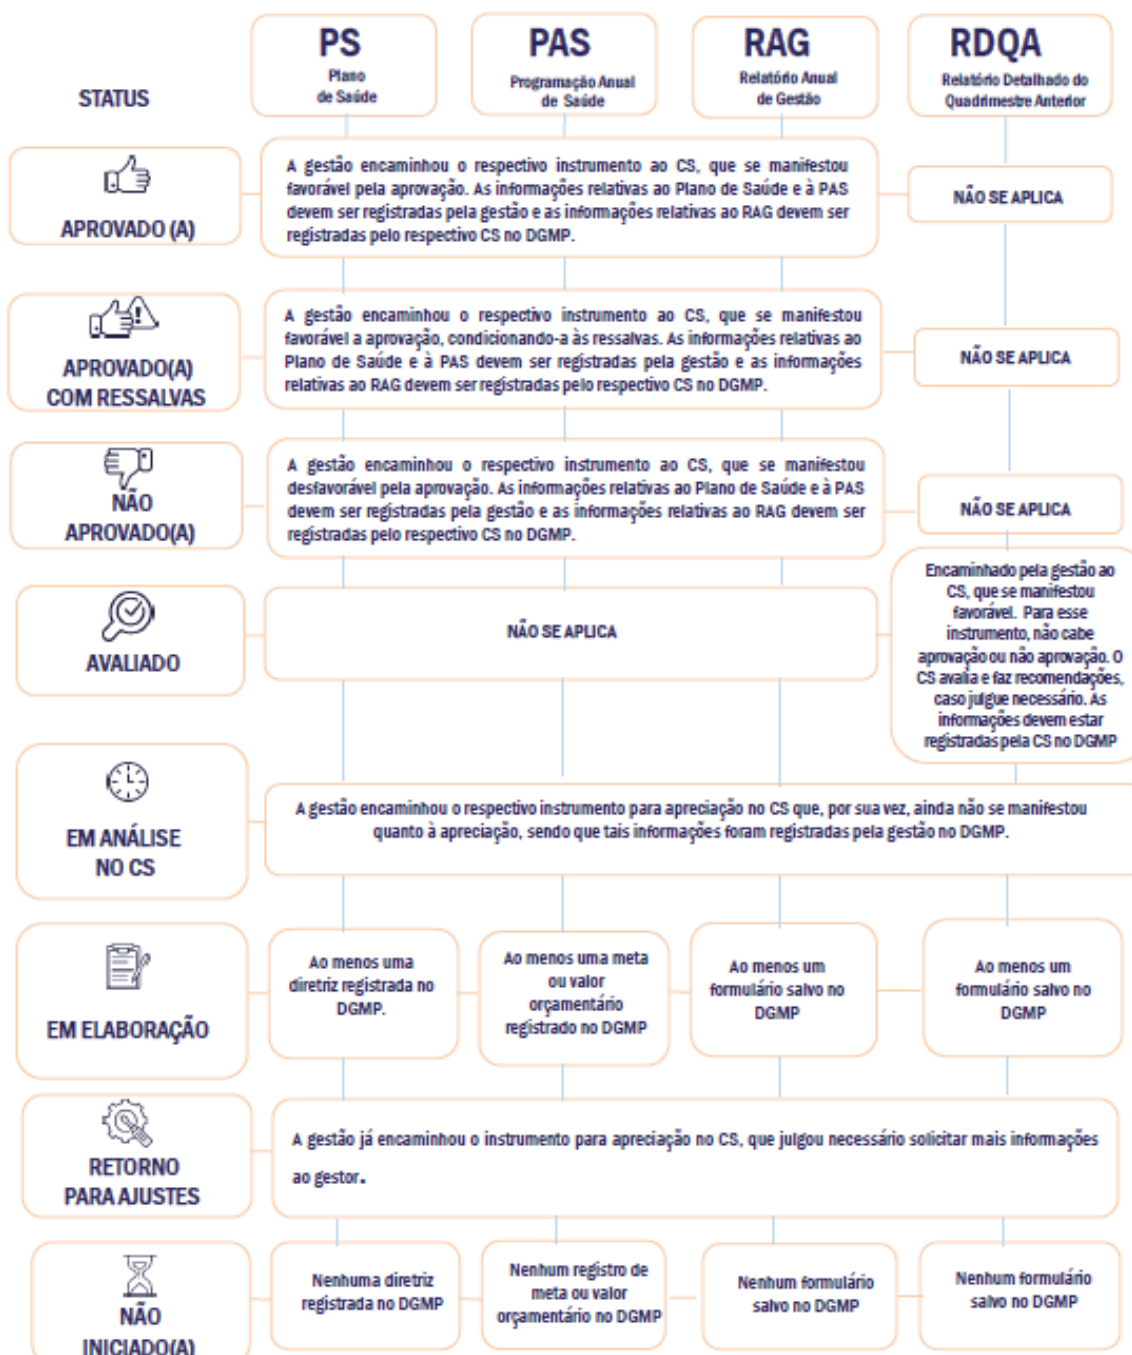 PS
Plano
de Saúde
PAS
Programação Anual
de Saúde
RAG
Relatório Anual
de Gestão
RDQA
Relatório Detalhado do
Quadrimestre Anterior
STATUS
APROVADO (A)
A gestão encaminhou o respectivo instrumento ao CS, que se manifestou
favorável pela aprovação. As informações relativas ao Plano de Saúde e à PAS
devem ser registradas pela gestão e as informações relativas ao RAG devem ser
registradas pelo respectivo CS no DGMP.
NÃO SE APLICA
APROVADO(A)
COM RESSALVAS
A gestão encaminhou o respectivo instrumento ao CS, que se manifestou
favorável a aprovação, condicionando-a às ressalvas. As informações relativas ao
Plano de Saúde e à PAS devem ser registradas pela gestão e as informações
relativas ao RAG devem ser registradas pelo respectivo CS no DGMP.
NÃO SE APLICA
NÃO
APROVADO(A)
A gestão encaminhou o respectivo instrumento ao CS, que se manifestou
desfavorável pela aprovação. As informações relativas ao Plano de Saúde e à PAS
devem ser registradas pela gestão e as informações relativas ao RAG devem ser
registradas pelo respectivo CS no DGMP.
NÃO SE APLICA
AVALIADO
NÃO SE APLICA
Encaminhado pela gestão ao
CS, que se manifestou
favorável. Para esse
instrumento, não cabe
aprovação ou não aprovação. O
CS avalia e faz recomendações,
caso julgue necessário. As
informações devem estar
registradas pela CS no DGMP
EM ANÁLISE
NO CS
A gestão encaminhou o respectivo instrumento para apreciação no CS que, por sua vez, ainda não se manifestou
quanto à apreciação, sendo que tais informações foram registradas pela gestão no DGMP.
EM ELABORAÇÃO
Ao menos uma
diretriz registrada no
DGMP.
Ao menos uma meta
ou valor
orçamentário
registrado no DGMP
Ao menos um
formulário salvo no
DGMP
Ao menos um
formulário salvo no
DGMP
RETORNO
PARA AJUSTES
A gestão já encaminhou o instrumento para apreciação no CS, que julgou necessário solicitar mais informações
ao gestor.
NÃO
INICIADO(A)
Nenhuma diretriz
registrada no DGMP
Nenhum registro de
meta ou valor
orçamentário no DGMP
Nenhum formulário
salvo no DGMP
Nenhum formulário
salvo no DGMP